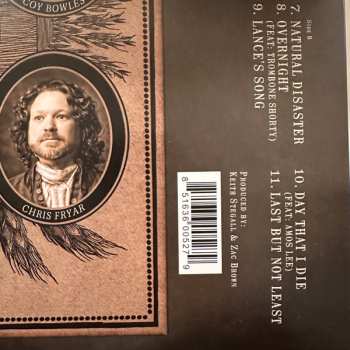 COY BOWLES
CHRIS FRYAR
Side B
7. NATURAL DISASTER
8. OVERNIGHT
(FEAT: TROMBONE SHORTY)
9. LANCE'S SONG
10. DAY THAT I DIE
(FEAT: AMOS LEE)
11. LAST BUT NOT LEAST
PRODUCED BY:
KEITH STEGALL & ZAC BROWN
8 51636 00527 9